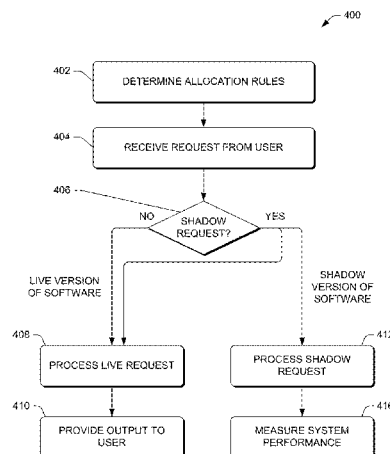 400
402
DETERMINE ALLOCATION RULES
404
RECEIVE REQUEST FROM USER
406
NO
SHADOW
REQUEST?
YES
LIVE VERSION
OF SOFTWARE
SHADOW
VERSION OF
SOFTWARE
408
PROCESS LIVE REQUEST
412
PROCESS SHADOW
REQUEST
410
PROVIDE OUTPUT TO
USER
416
MEASURE SYSTEM
PERFORMANCE